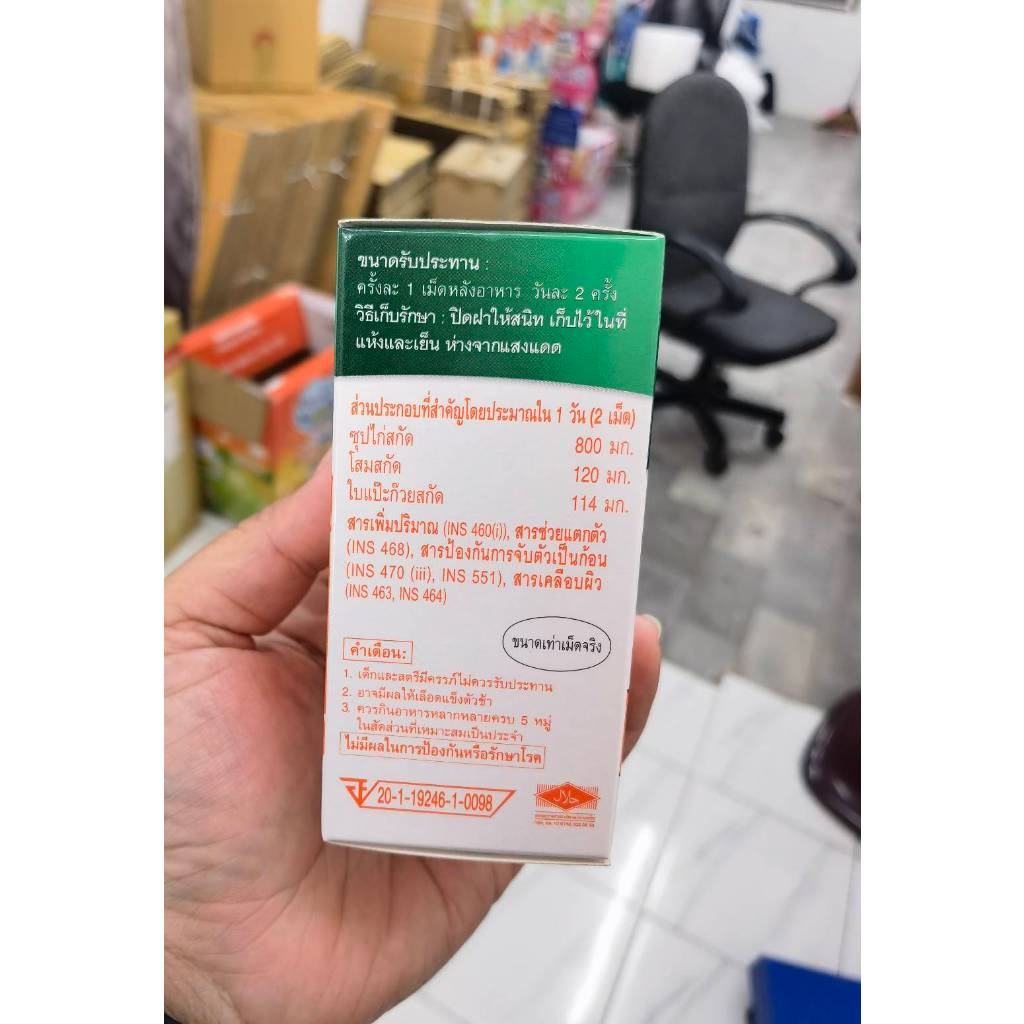 ขนาดรับประทาน :
ครั้งละ 1 เม็ดหลังอาหาร วันละ 2 ครั้ง
วิธีเก็บรักษา : ปิดฝาให้สนิท เก็บไว้ในที่
แห้งและเย็น ห่างจากแสงแดด
ส่วนประกอบที่สำคัญโดยประมาณใน 1 วัน (2 เม็ด)
ซุปไก่สกัด 800 มก.
โสมสกัด 120 มก.
ใบแป๊ะก๊วยสกัด 114 มก.
สารเพิ่มปริมาณ (INS 460(i)), สารช่วยแตกตัว
(INS 468), สารป้องกันการจับตัวเป็นก้อน
(INS 470 (iii), INS 551), สารเคลือบผิว
(INS 463, INS 464)
ขนาดเท่าเม็ดจริง
คำเตือน:
1. เด็กและสตรีมีครรภ์ไม่ควรรับประทาน
2. อาจมีผลให้เลือดแข็งตัวช้า
3. ควรกินอาหารหลากหลายครบ 5 หมู่
ในสัดส่วนที่เหมาะสมเป็นประจำ
ไม่มีผลในการป้องกันหรือรักษาโรค
20-1-19246-1-0098
حلال